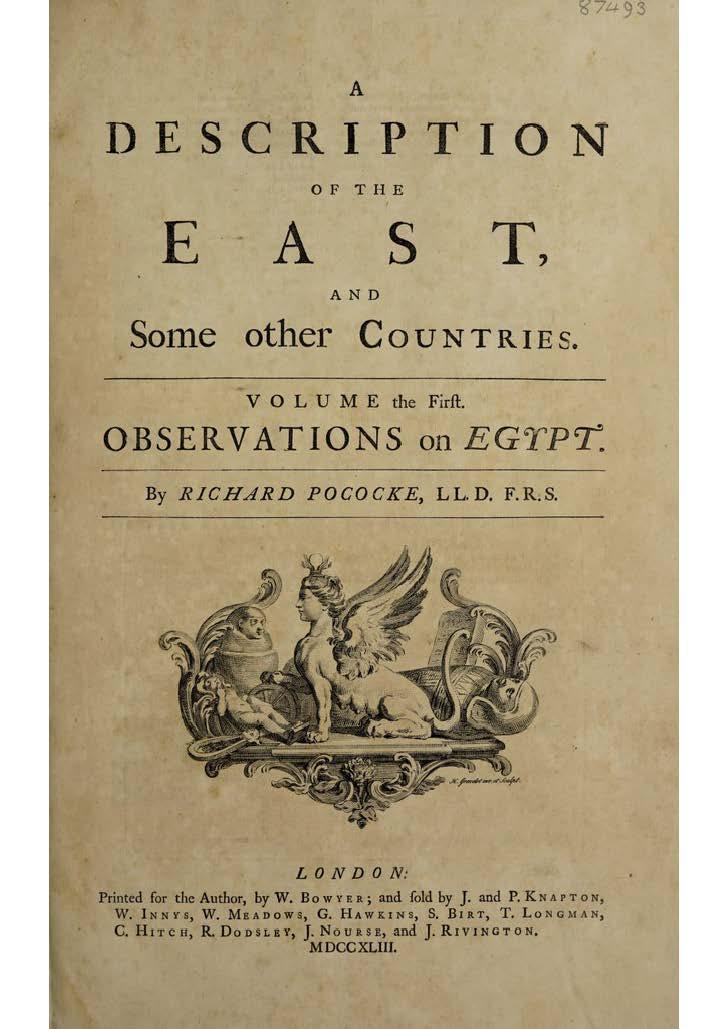 87493
A
DESCRIPTION
OF THE
EAST,
AND
Some other COUNTRIES.
VOLUME the Firſt.
OBSERVATIONS on EGYPT.
By RICHARD POCOCKE, LL.D. F.R.S.
LONDON:
Printed for the Author, by W. BOWYER; and ſold by J. and P. KNAPTON,
W. INNYS, W. MEADOWS, G. HAWKINS, S. BIRT, T. LONGMAN,
C. HITCH, R. DODSLEY, J. NOURSE, and J. RIVINGTON.
MDCCXLIII.